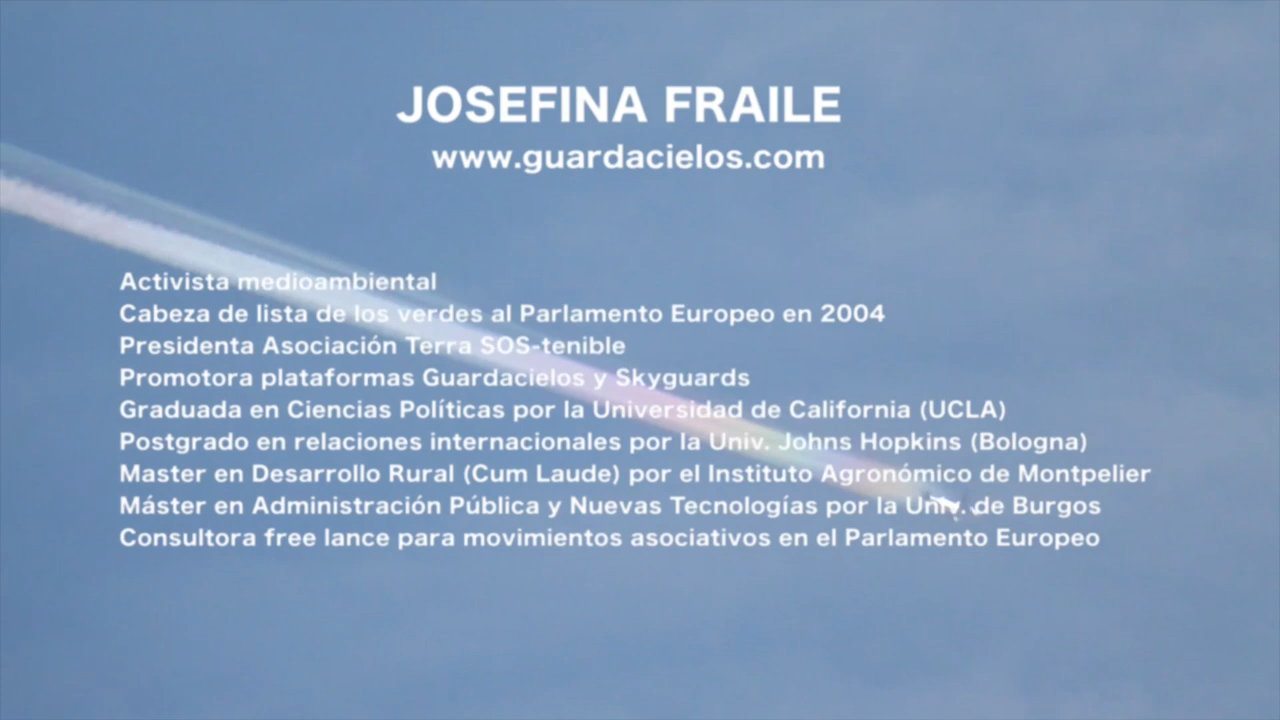 JOSEFINA FRAILE
www.guardacielos.com
Activista medioambiental
Cabeza de lista de los verdes al Parlamento Europeo en 2004
Presidenta Asociación Terra SOS-tenible
Promotora plataformas Guardacielos y Skyguards
Graduada en Ciencias Políticas por la Universidad de California (UCLA)
Postgrado en relaciones internacionales por la Univ. Johns Hopkins (Bologna)
Master en Desarrollo Rural (Cum Laude) por el Instituto Agronómico de Montpelier
Máster en Administración Pública y Nuevas Tecnologías por la Univ. de Burgos
Consultora free lance para movimientos asociativos en el Parlamento Europeo